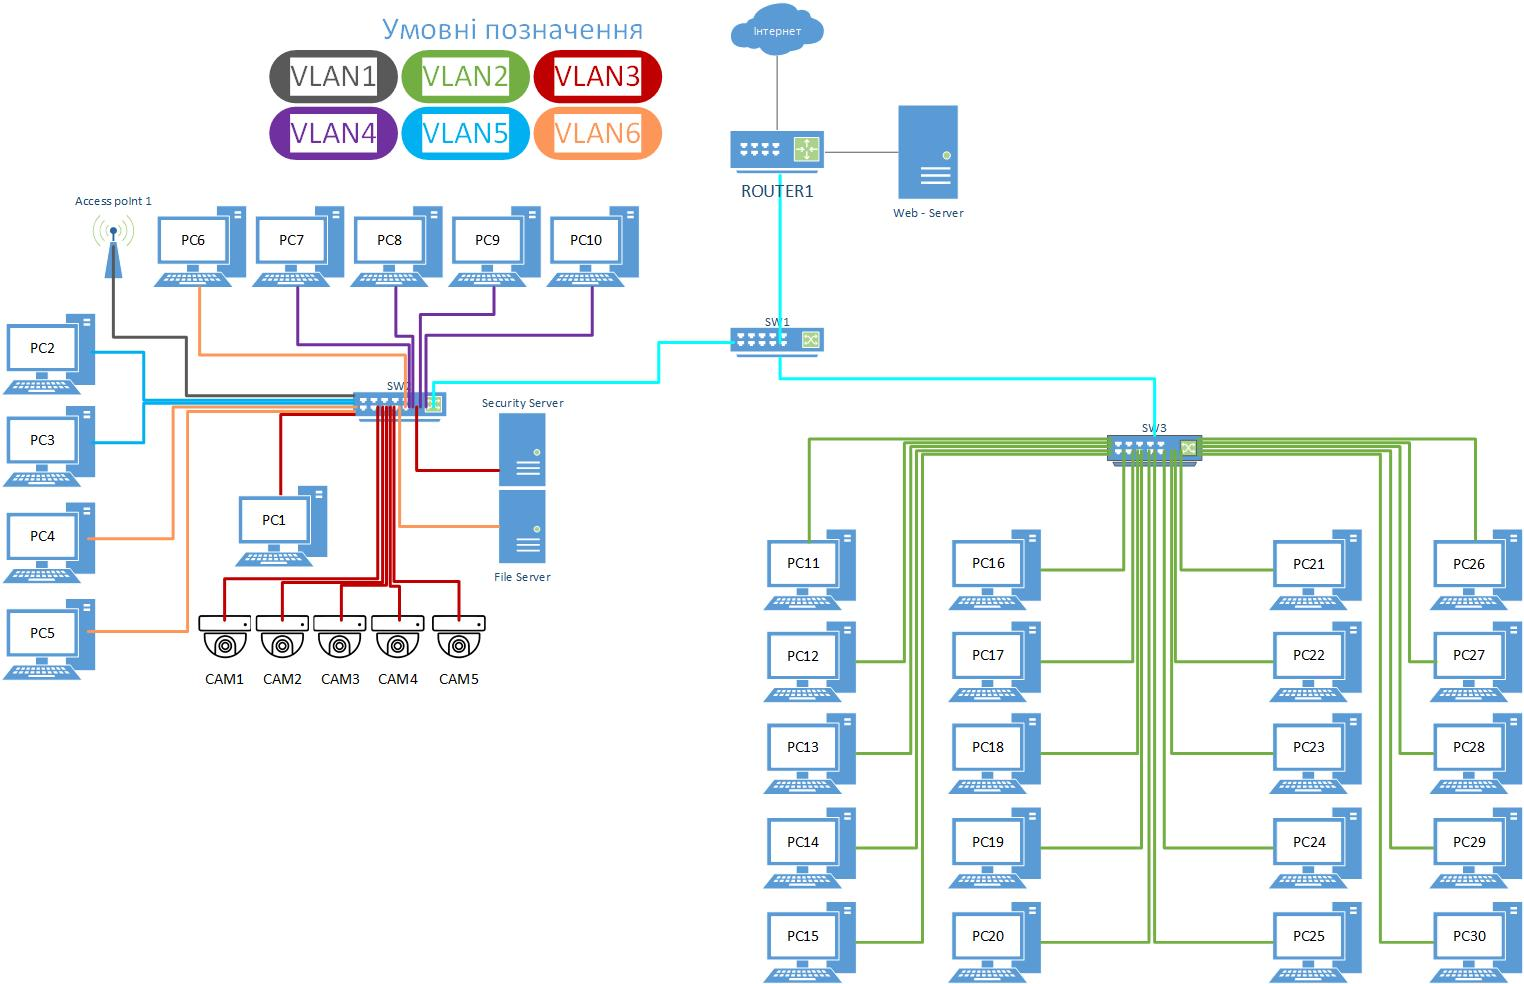 Умовні позначення
VLAN1
VLAN2
VLAN3
VLAN4
VLAN5
VLAN6
Інтернет
ROUTER1
Web - Server
Access point 1
PC6
PC7
PC8
PC9
PC10
PC2
PC3
PC4
PC5
SW1
SW2
Security Server
File Server
PC1
CAM1
CAM2
CAM3
CAM4
CAM5
SW3
PC11
PC16
PC21
PC26
PC12
PC17
PC22
PC27
PC13
PC18
PC23
PC28
PC14
PC19
PC24
PC29
PC15
PC20
PC25
PC30